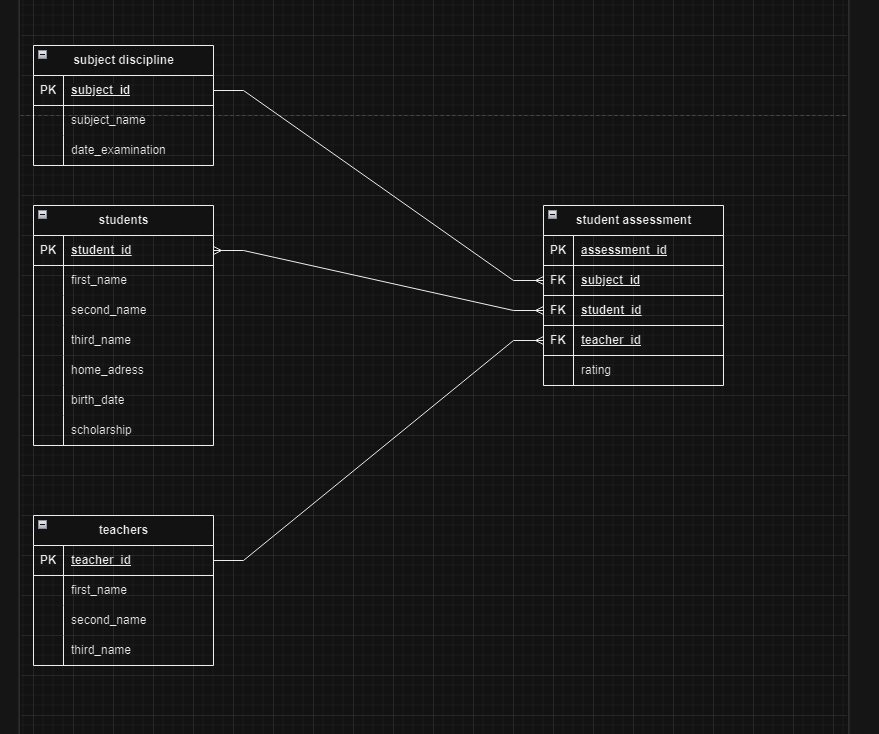 subject discipline
PK subject_id
subject_name
date_examination
students
PK student_id
first_name
second_name
third_name
home_adress
birth_date
scholarship
teachers
PK teacher_id
first_name
second_name
third_name
student assessment
PK assessment_id
FK subject_id
FK student_id
FK teacher_id
rating